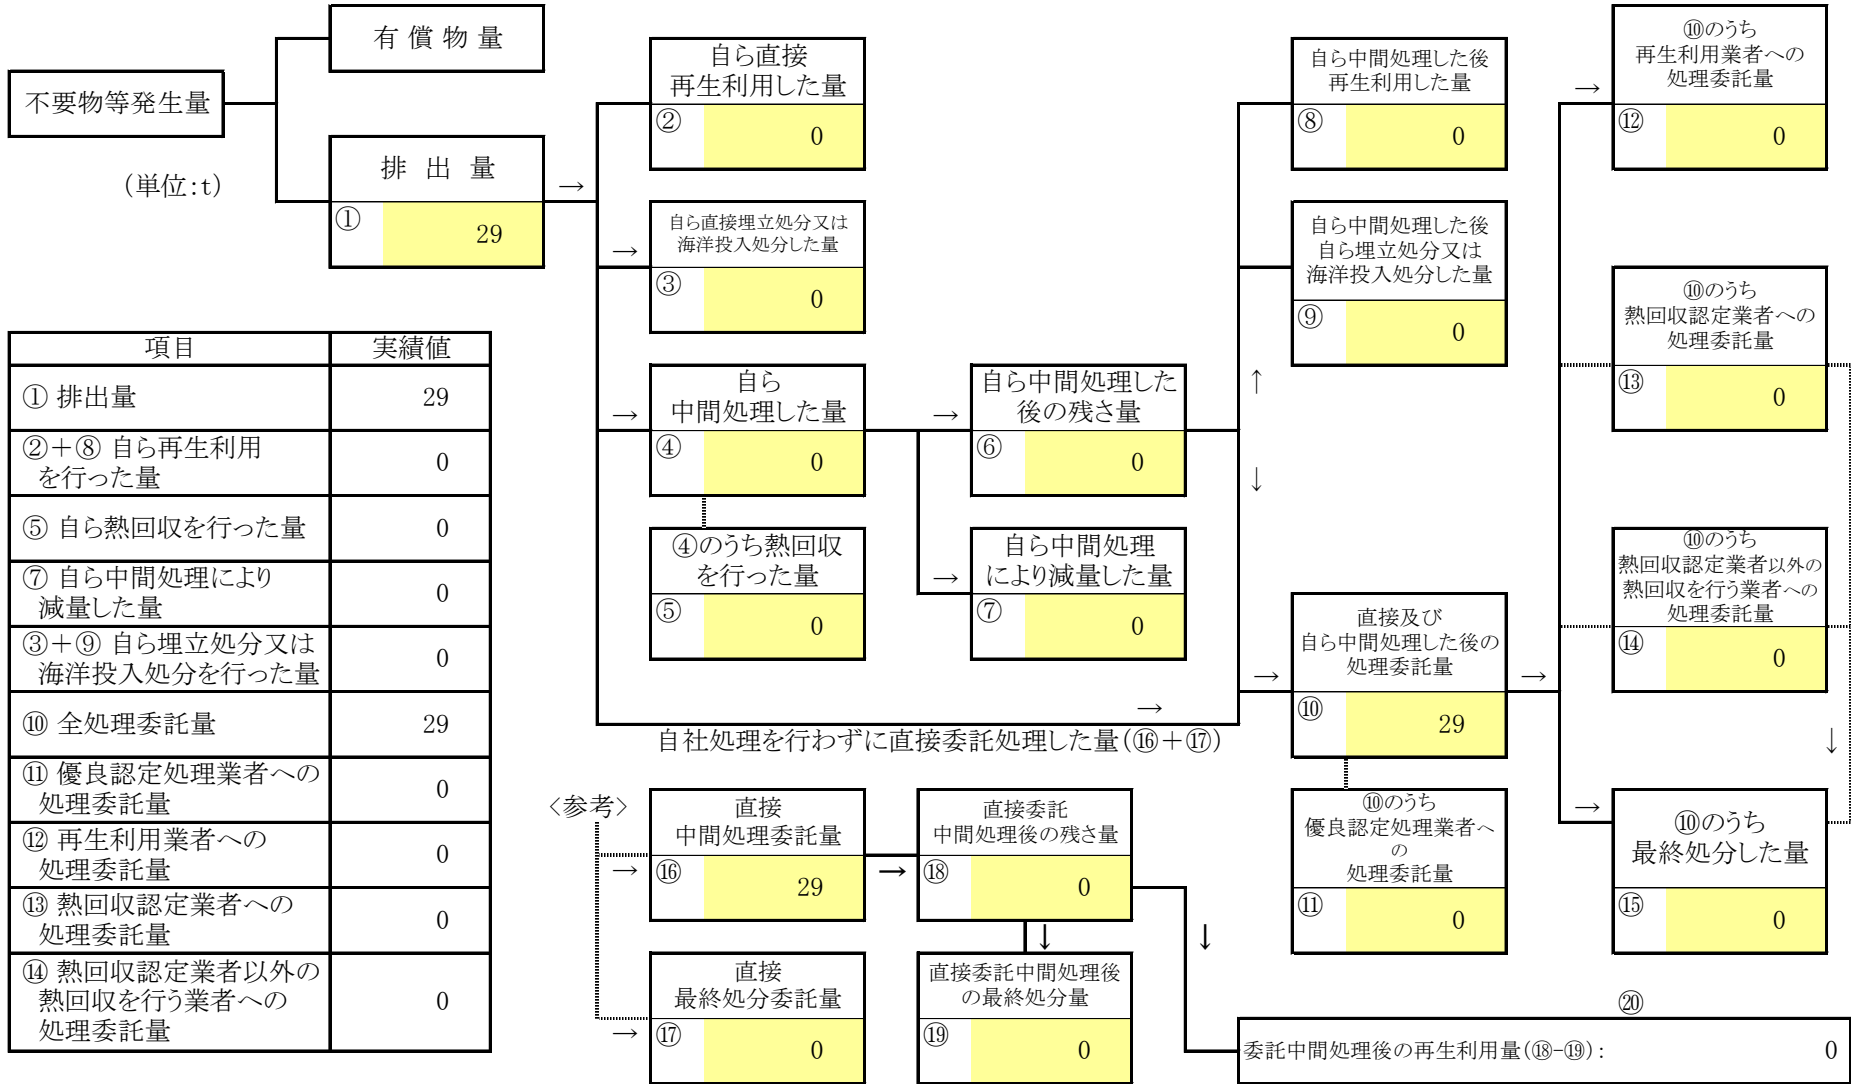 有償物量
不要物等発生量
(単位:t)
排出量
①
29
→
自ら直接
再生利用した量
②
0
→
自ら直接埋立処分又は
海洋投入処分した量
③
0
→
自ら
中間処理した量
④
0
④のうち熱回収
を行った量
⑤
0
→
自ら中間処理した
後の残さ量
⑥
0
→
自ら中間処理
により減量した量
⑦
0
↑
↓
自ら中間処理した後
再生利用した量
⑧
0
自ら中間処理した後
自ら埋立処分又は
海洋投入処分した量
⑨
0
→
自社処理を行わずに直接委託処理した量(⑯+⑰)
→
直接及び
自ら中間処理した後の
処理委託量
⑩
29
⑩のうち
優良認定処理業者へ
の
処理委託量
⑪
0
→
→
⑩のうち
再生利用業者への
処理委託量
⑫
0
⑩のうち
熱回収認定業者への
処理委託量
⑬
0
⑩のうち
熱回収認定業者以外の
熱回収を行う業者への
処理委託量
⑭
0
↓
→
⑩のうち
最終処分した量
⑮
0
項目 実績値
① 排出量 29
②+⑧ 自ら再生利用
を行った量 0
⑤ 自ら熱回収を行った量 0
⑦ 自ら中間処理により
減量した量 0
③+⑨ 自ら埋立処分又は
海洋投入処分を行った量 0
⑩ 全処理委託量 29
⑪ 優良認定処理業者への
処理委託量 0
⑫ 再生利用業者への
処理委託量 0
⑬ 熱回収認定業者への
処理委託量 0
⑭ 熱回収認定業者以外の
熱回収を行う業者への
処理委託量 0
〈参考〉
→
直接
中間処理委託量
⑯
29
→
直接委託
中間処理後の残さ量
⑱
0
↓
↓
→
直接
最終処分委託量
⑰
0
直接委託中間処理後
の最終処分量
⑲
0
⑳
委託中間処理後の再生利用量(⑱-⑲): 0